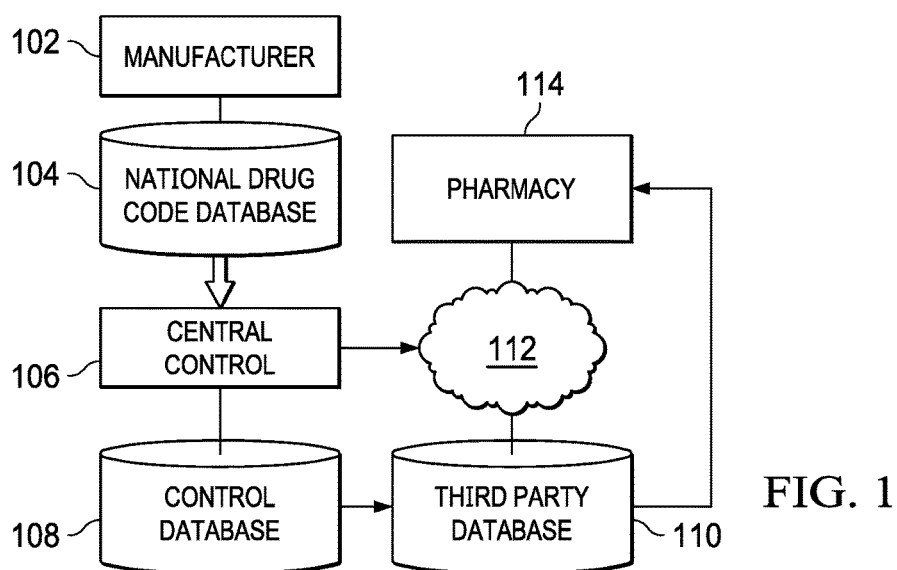 102
MANUFACTURER
114
104
NATIONAL DRUG
CODE DATABASE
PHARMACY
CENTRAL
CONTROL
106
112
CONTROL
DATABASE
108
THIRD PARTY
DATABASE
110
FIG. 1